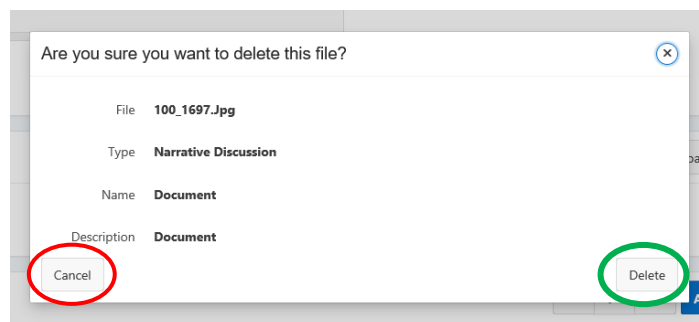 Are you sure you want to delete this file?
File 100_1697.Jpg
Type Narrative Discussion
Name Document
Description Document
Cancel Delete